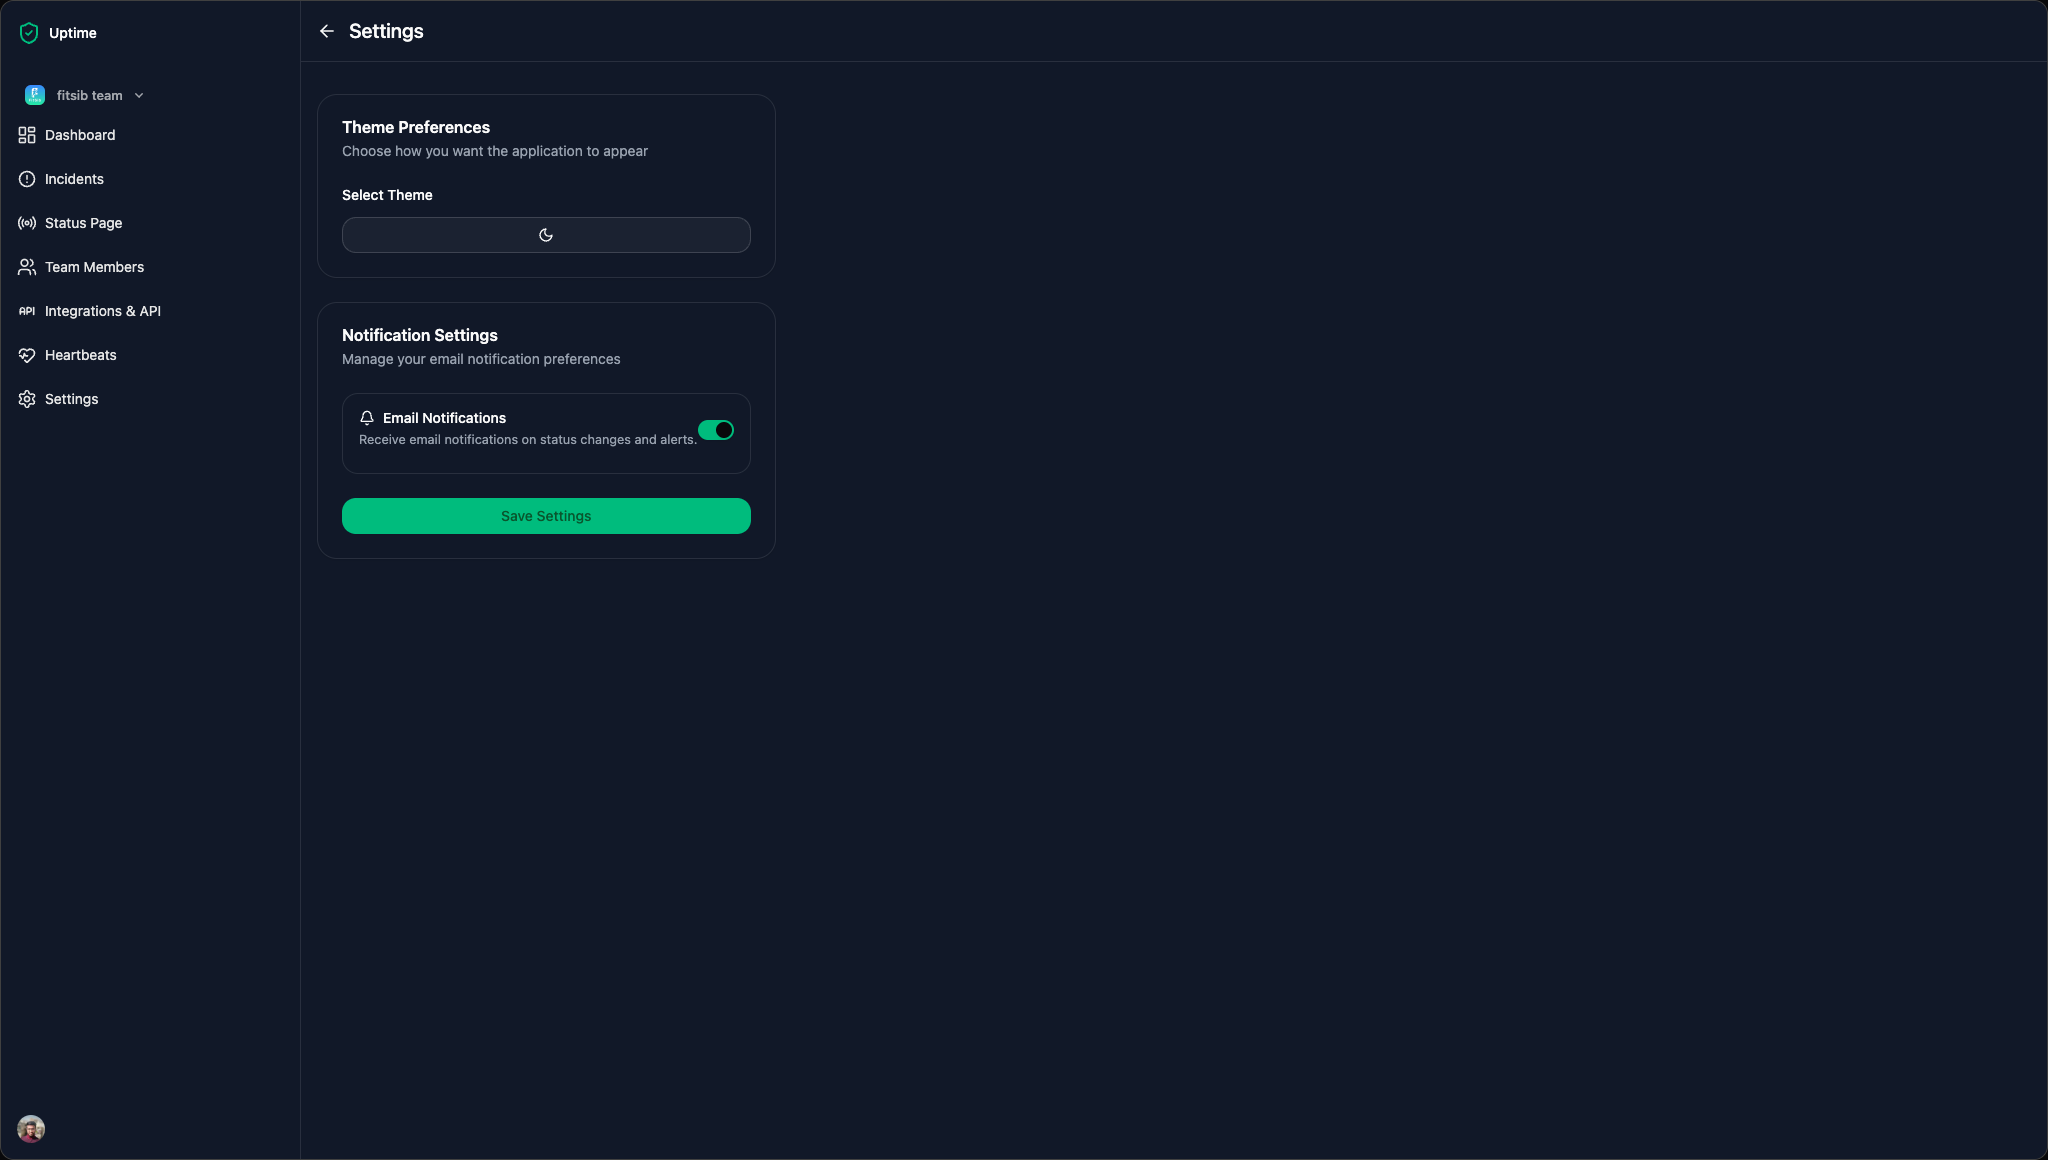 Uptime
fitsib team
Dashboard
Incidents
Status Page
Team Members
API Integrations & API
Heartbeats
Settings
Settings
Theme Preferences
Choose how you want the application to appear
Select Theme
Notification Settings
Manage your email notification preferences
Email Notifications
Receive email notifications on status changes and alerts.
Save Settings